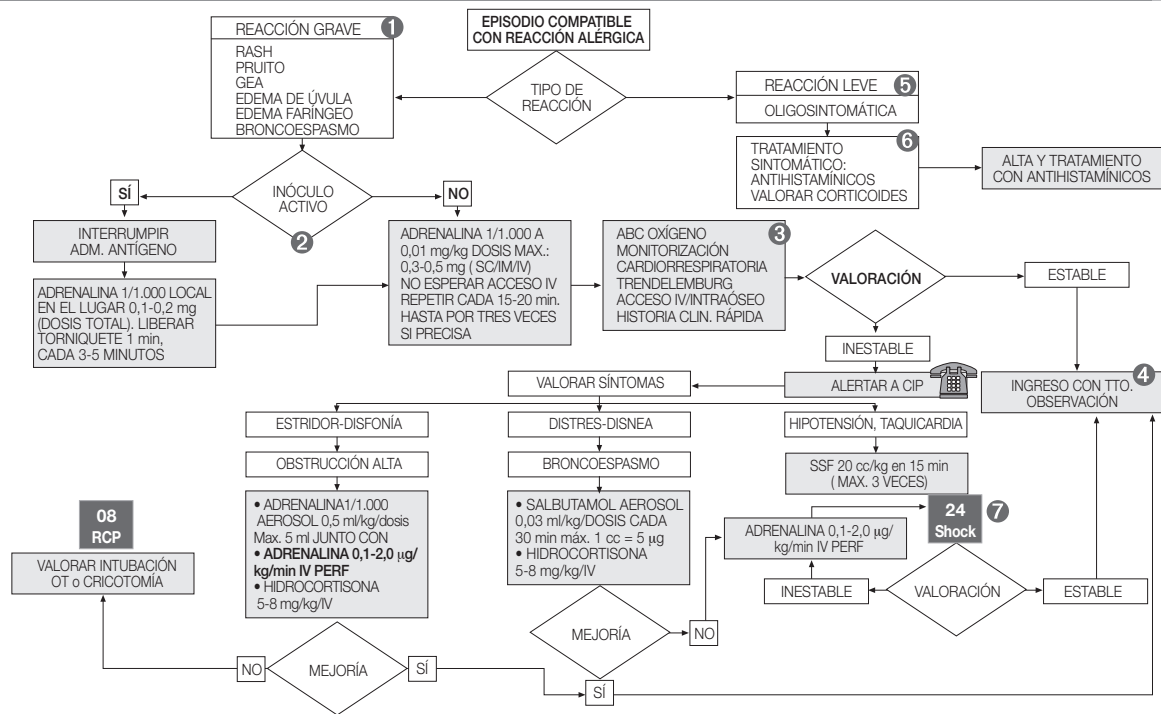 EPISODIO COMPATIBLE
CON REACCIÓN ALÉRGICA
TIPO DE
REACCIÓN
REACCIÓN GRAVE
1
RASH
PRUITO
GEA
EDEMA DE ÚVULA
EDEMA FARÍNGEO
BRONCOESPASMO
REACCIÓN LEVE
5
OLIGOSINTOMÁTICA
6
TRATAMIENTO
SINTOMÁTICO:
ANTIHISTAMÍNICOS
VALORAR CORTICOIDES
ALTA Y TRATAMIENTO
CON ANTIHISTAMÍNICOS
INÓCULO
ACTIVO
2
SÍ
NO
INTERRUMPIR
ADM. ANTÍGENO
ADRENALINA 1/1.000 LOCAL
EN EL LUGAR 0,1-0,2 mg
(DOSIS TOTAL). LIBERAR
TORNIQUETE 1 min,
CADA 3-5 MINUTOS
ADRENALINA 1/1.000 A
0,01 mg/kg DOSIS MAX.:
0,3-0,5 mg ( SC/IM/IV)
NO ESPERAR ACCESO IV
REPETIR CADA 15-20 min.
HASTA POR TRES VECES
SI PRECISA
3
ABC OXÍGENO
MONITORIZACIÓN
CARDIORRESPIRATORIA
TRENDELEMBURG
ACCESO IV/INTRAÓSEO
HISTORIA CLIN. RÁPIDA
VALORACIÓN
ESTABLE
INESTABLE
ALERTAR A CIP
4
INGRESO CON TTO.
OBSERVACIÓN
VALORAR SÍNTOMAS
ESTRIDOR-DISFONÍA
DISTRES-DISNEA
HIPOTENSIÓN, TAQUICARDIA
OBSTRUCCIÓN ALTA
BRONCOESPASMO
SSF 20 cc/kg en 15 min
( MAX. 3 VECES)
• ADRENALINA1/1.000
AEROSOL 0,5 ml/kg/dosis
Max. 5 ml JUNTO CON
• ADRENALINA 0,1-2,0 µg/
kg/min IV PERF
• HIDROCORTISONA
5-8 mg/kg/IV
• SALBUTAMOL AEROSOL
0,03 ml/kg/DOSIS CADA
30 min máx. 1 cc = 5 µg
• HIDROCORTISONA
5-8 mg/kg/IV
ADRENALINA 0,1-2,0 µg/
kg/min IV PERF
24
Shock
7
08
RCP
VALORAR INTUBACIÓN
OT o CRICOTOMÍA
INESTABLE
VALORACIÓN
ESTABLE
MEJORÍA
NO
SÍ
NO
MEJORÍA
SÍ